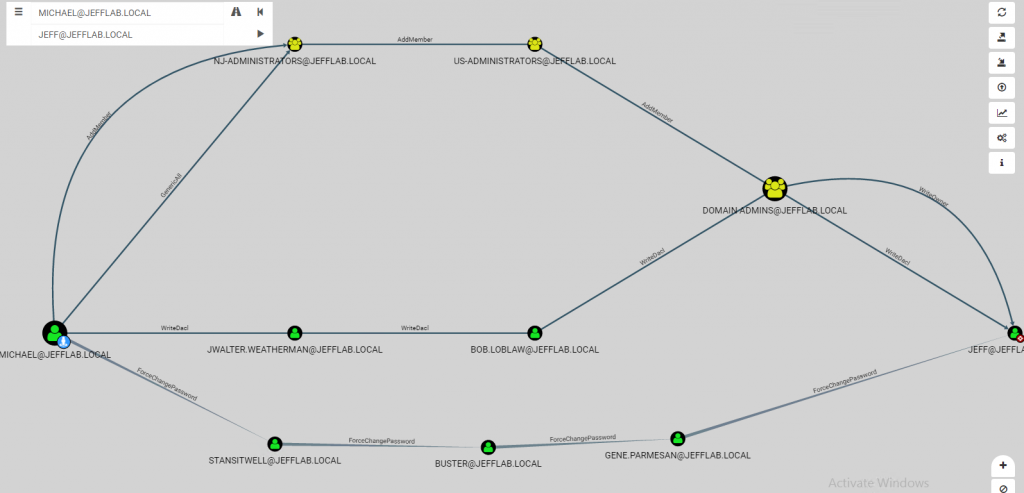 MICHAEL@JEFFLAB.LOCAL
JEFF@JEFFLAB.LOCAL
AddMember
NJ-ADMINISTRATORS@JEFFLAB.LOCAL
US-ADMINISTRATORS@JEFFLAB.LOCAL
AddMember
AddMember
GenericAll
DOMAIN ADMINS@JEFFLAB.LOCAL
WriteOwner
WriteDacl
WriteDacl
WriteDacl
WriteDacl
MICHAEL@JEFFLAB.LOCAL
JWALTER.WEATHERMAN@JEFFLAB.LOCAL
BOB.LOBLAW@JEFFLAB.LOCAL
JEFF@JEFFLA
ForceChangePassword
ForceChangePassword
ForceChangePassword
ForceChangePassword
STANSITWELL@JEFFLAB.LOCAL
BUSTER@JEFFLAB.LOCAL
GENE.PARMESAN@JEFFLAB.LOCAL
Activate Windows